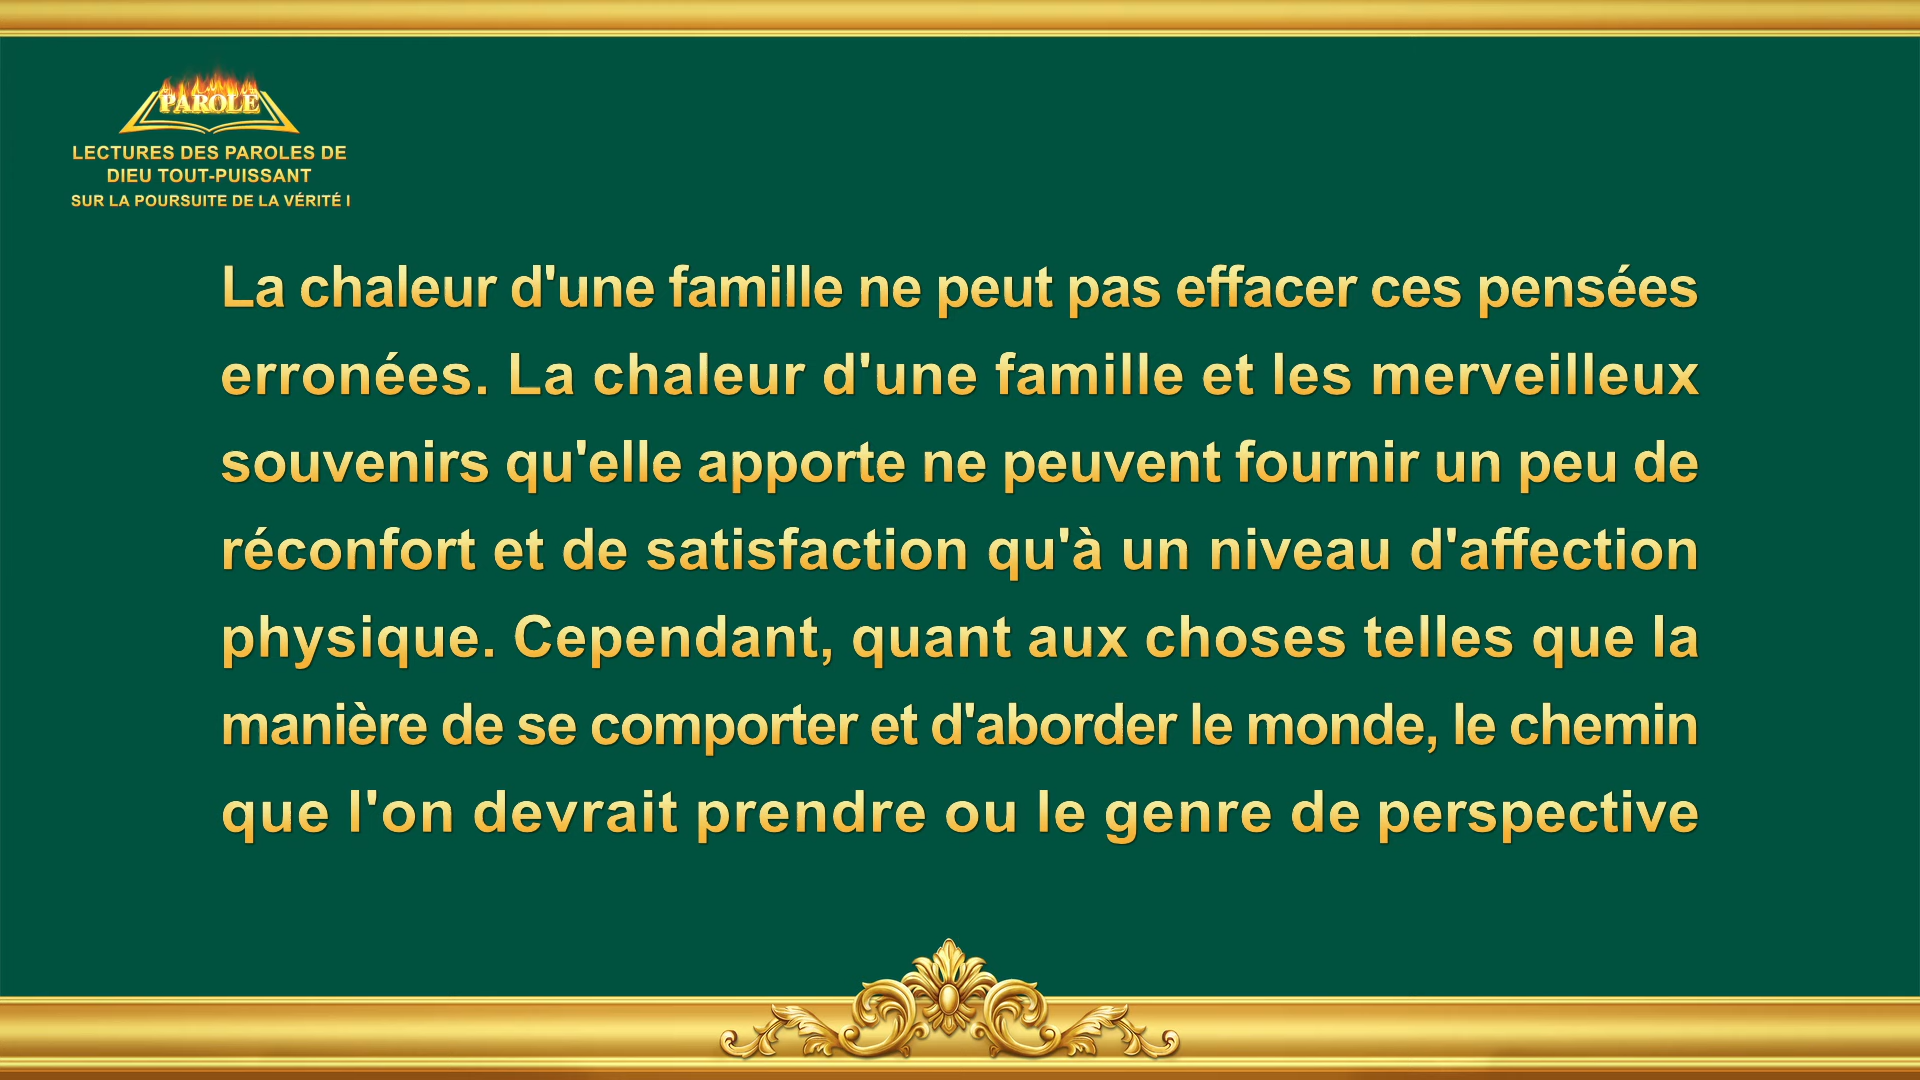 PAROLE
LECTURES DES PAROLES DE
DIEU TOUT-PUISSANT
SUR LA POURSUITE DE LA VÉRITÉ I
La chaleur d'une famille ne peut pas effacer ces pensées
erronées. La chaleur d'une famille et les merveilleux
souvenirs qu'elle apporte ne peuvent fournir un peu de
réconfort et de satisfaction qu'à un niveau d'affection
physique. Cependant, quant aux choses telles que la
manière de se comporter et d'aborder le monde, le chemin
que l'on devrait prendre ou le genre de perspective